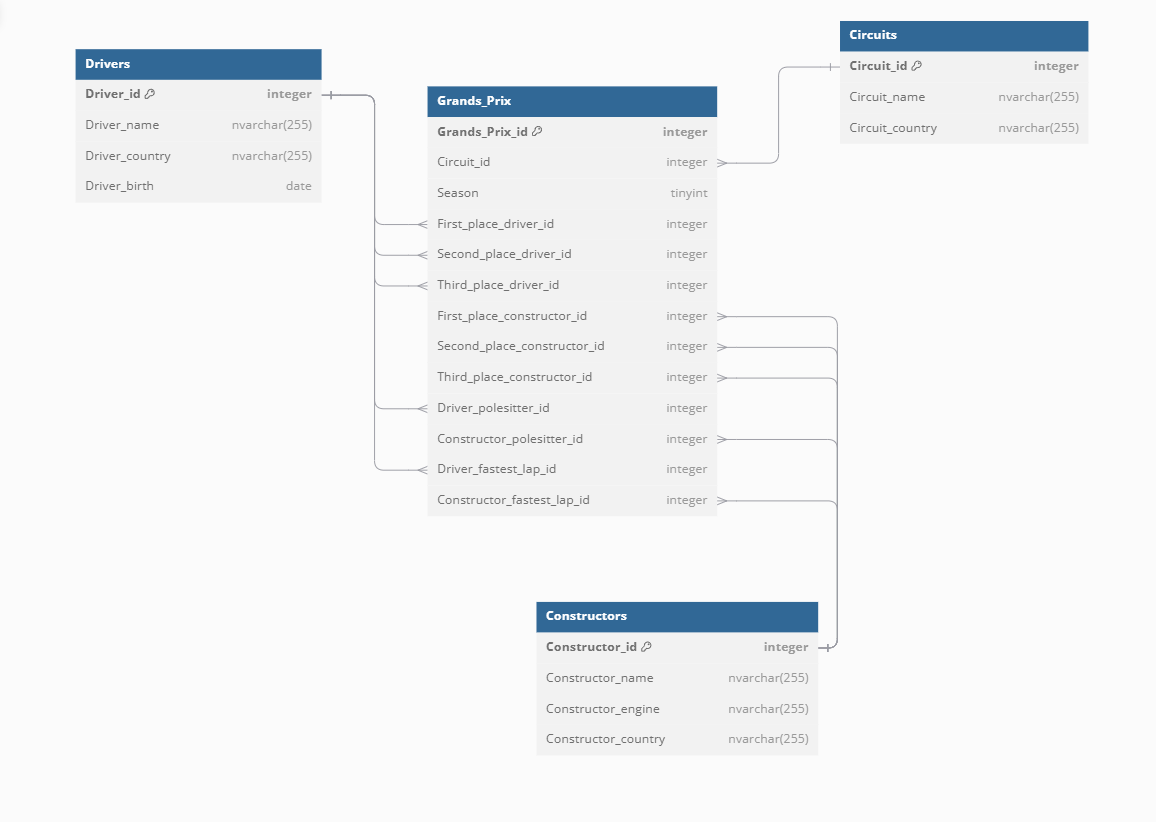 Drivers
Driver_id integer
Driver_name nvarchar(255)
Driver_country nvarchar(255)
Driver_birth date
Grands_Prix
Grands_Prix_id integer
Circuit_id integer
Season tinyint
First_place_driver_id integer
Second_place_driver_id integer
Third_place_driver_id integer
First_place_constructor_id integer
Second_place_constructor_id integer
Third_place_constructor_id integer
Driver_polesitter_id integer
Constructor_polesitter_id integer
Driver_fastest_lap_id integer
Constructor_fastest_lap_id integer
Circuits
Circuit_id integer
Circuit_name nvarchar(255)
Circuit_country nvarchar(255)
Constructors
Constructor_id integer
Constructor_name nvarchar(255)
Constructor_engine nvarchar(255)
Constructor_country nvarchar(255)